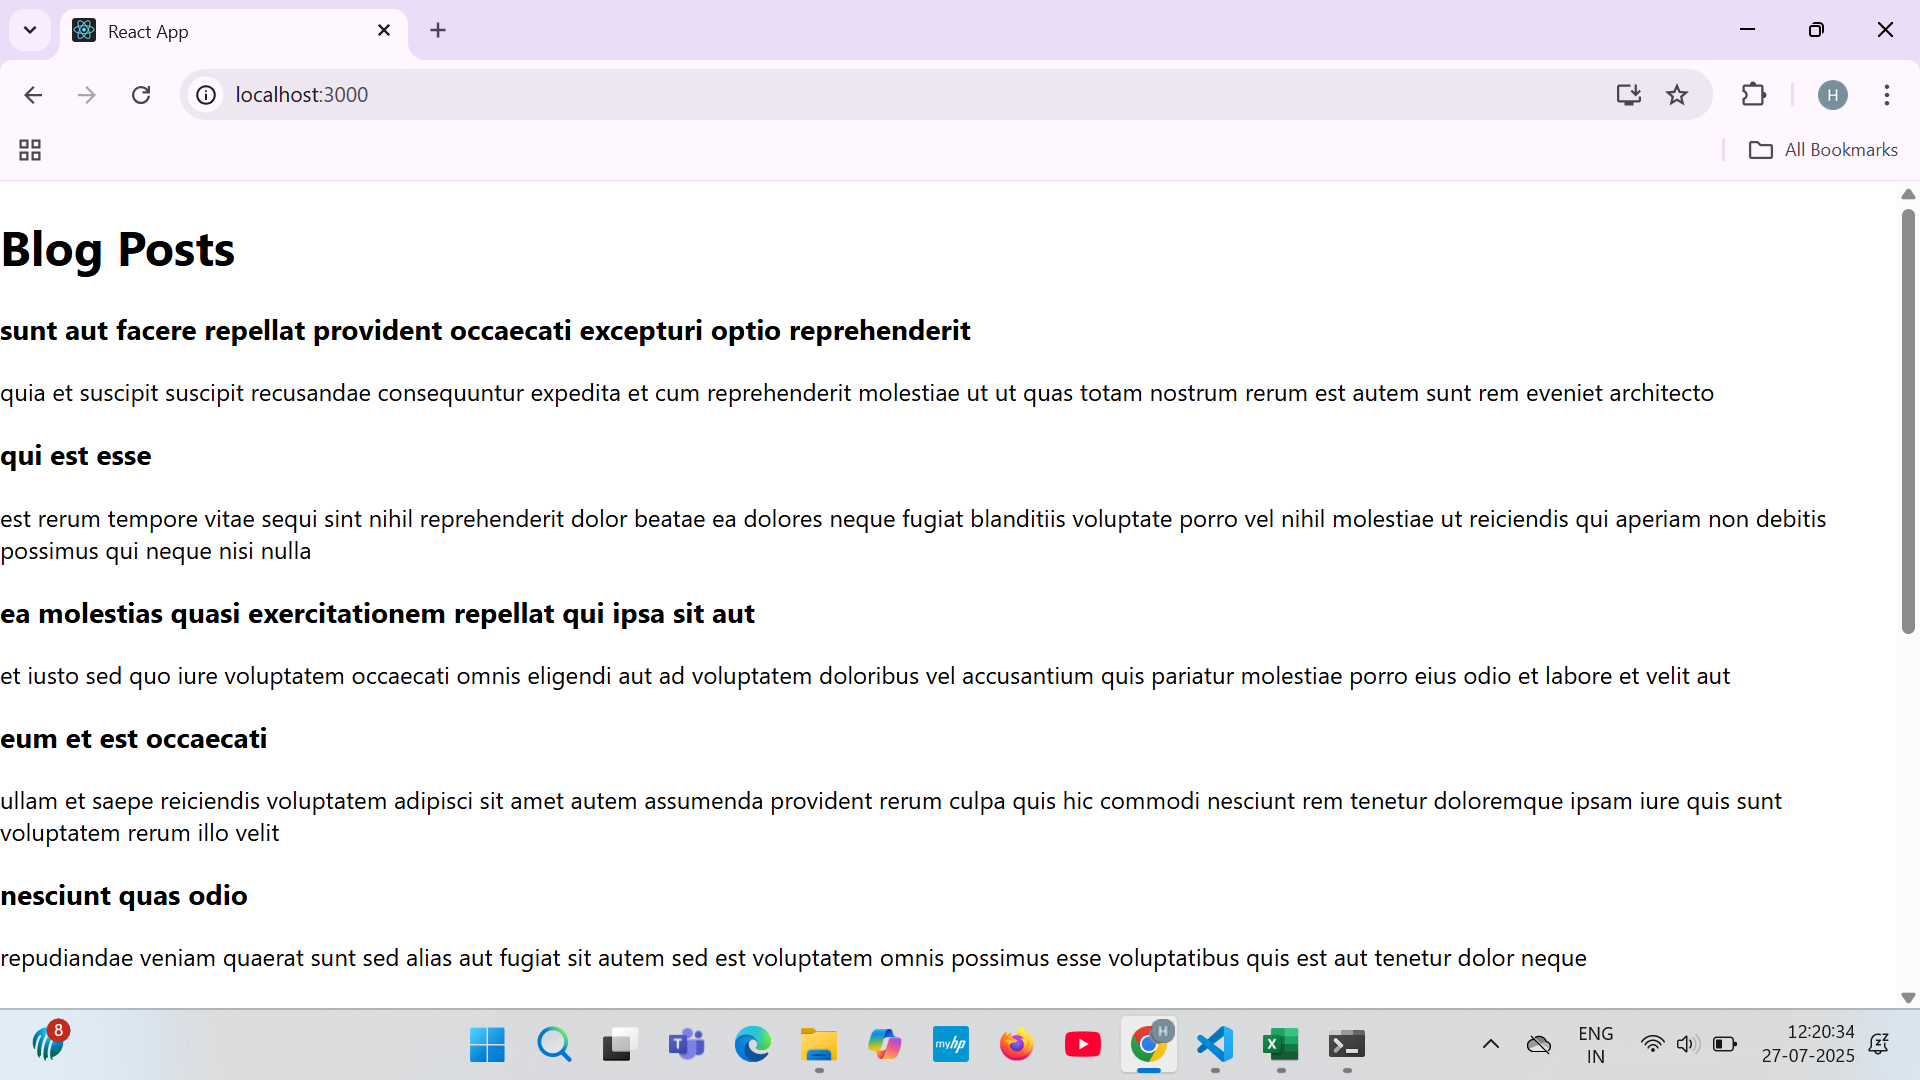 React App
localhost:3000
All Bookmarks
Blog Posts
sunt aut facere repellat provident occaecati excepturi optio reprehenderit
quia et suscipit suscipit recusandae consequuntur expedita et cum reprehenderit molestiae ut ut quas totam nostrum rerum est autem sunt rem eveniet architecto
qui est esse
est rerum tempore vitae sequi sint nihil reprehenderit dolor beatae ea dolores neque fugiat blanditiis voluptate porro vel nihil molestiae ut reiciendis qui aperiam non debitis
possimus qui neque nisi nulla
ea molestias quasi exercitationem repellat qui ipsa sit aut
et iusto sed quo iure voluptatem occaecati omnis eligendi aut ad voluptatem doloribus vel accusantium quis pariatur molestiae porro eius odio et labore et velit aut
eum et est occaecati
ullam et saepe reiciendis voluptatem adipisci sit amet autem assumenda provident rerum culpa quis hic commodi nesciunt rem tenetur doloremque ipsam iure quis sunt
voluptatem rerum illo velit
nesciunt quas odio
repudiandae veniam quaerat sunt sed alias aut fugiat sit autem sed est voluptatem omnis possimus esse voluptatibus quis est aut tenetur dolor neque
8
myhp
H
ENG
IN
12:20:34
27-07-2025